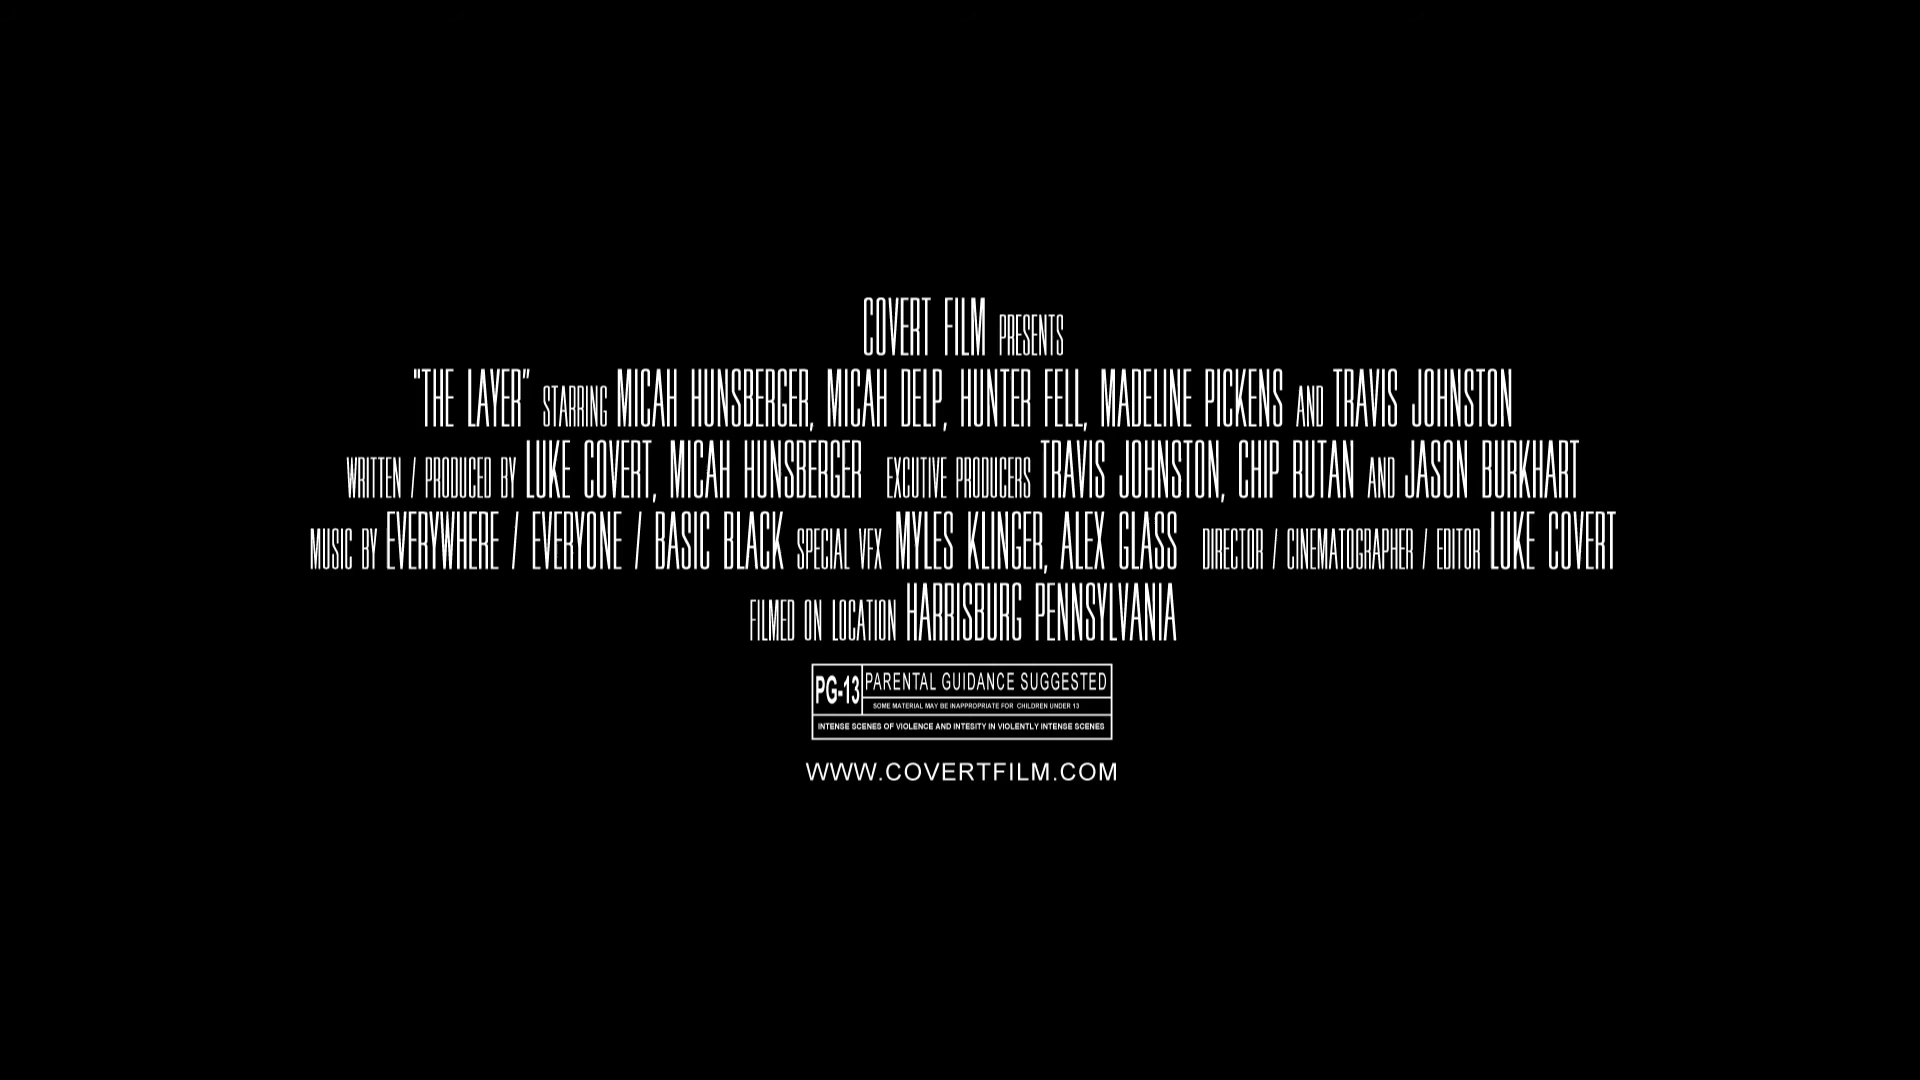 COVERT FILM PRESENTS
"THE LAYER" STARRING MICAH HUNSBERGER, MICAH DELP, HUNTER FELL, MADELINE PICKENS AND TRAVIS JOHNSTON
WRITTEN / PRODUCED BY LUKE COVERT, MICAH HUNSBERGER EXCUTIVE PRODUCERS TRAVIS JOHNSTON, CHIP RUTAN AND JASON BURKHART
MUSIC BY EVERYWHERE / EVERYONE / BASIC BLACK SPECIAL VFX MYLES KLINGER, ALEX GLASS DIRECTOR / CINEMATOGRAPHER / EDITOR LUKE COVERT
FILMED ON LOCATION HARRISBURG PENNSYLVANIA
PG-13 PARENTAL GUIDANCE SUGGESTED
SOME MATERIAL MAY BE INAPPROPRIATE FOR CHILDREN UNDER 13
INTENSE SCENES OF VIOLENCE AND INTESITY IN VIOLENTLY INTENSE SCENES
WWW.COVERTFILM.COM